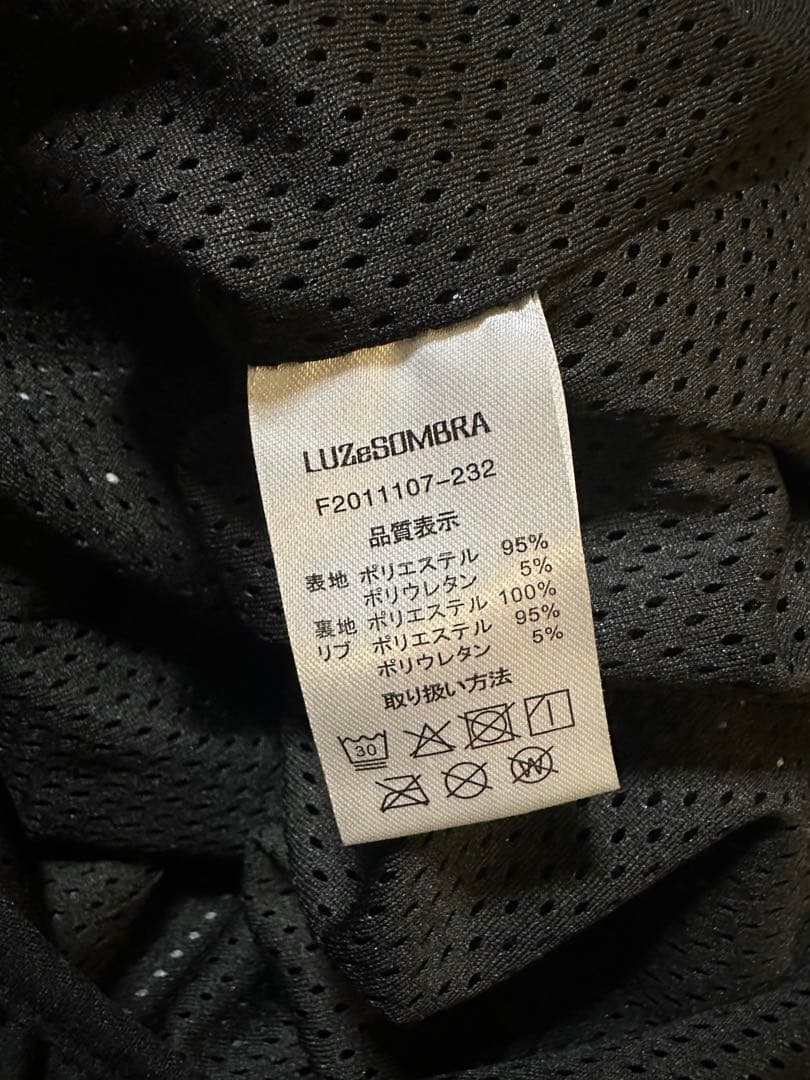 LUZeSOMBRA
F2011107-232
品質表示
表地 ポリエステル 95%
ポリウレタン 5%
裏地 ポリエステル 100%
リブ ポリエステル 95%
ポリウレタン 5%
取り扱い方法
30
W